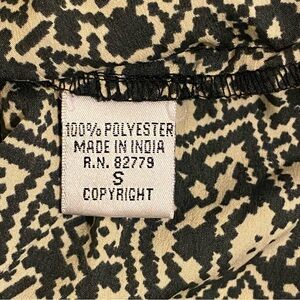 100% POLYESTER
MADE IN INDIA
R.N. 82779
S
COPYRIGHT